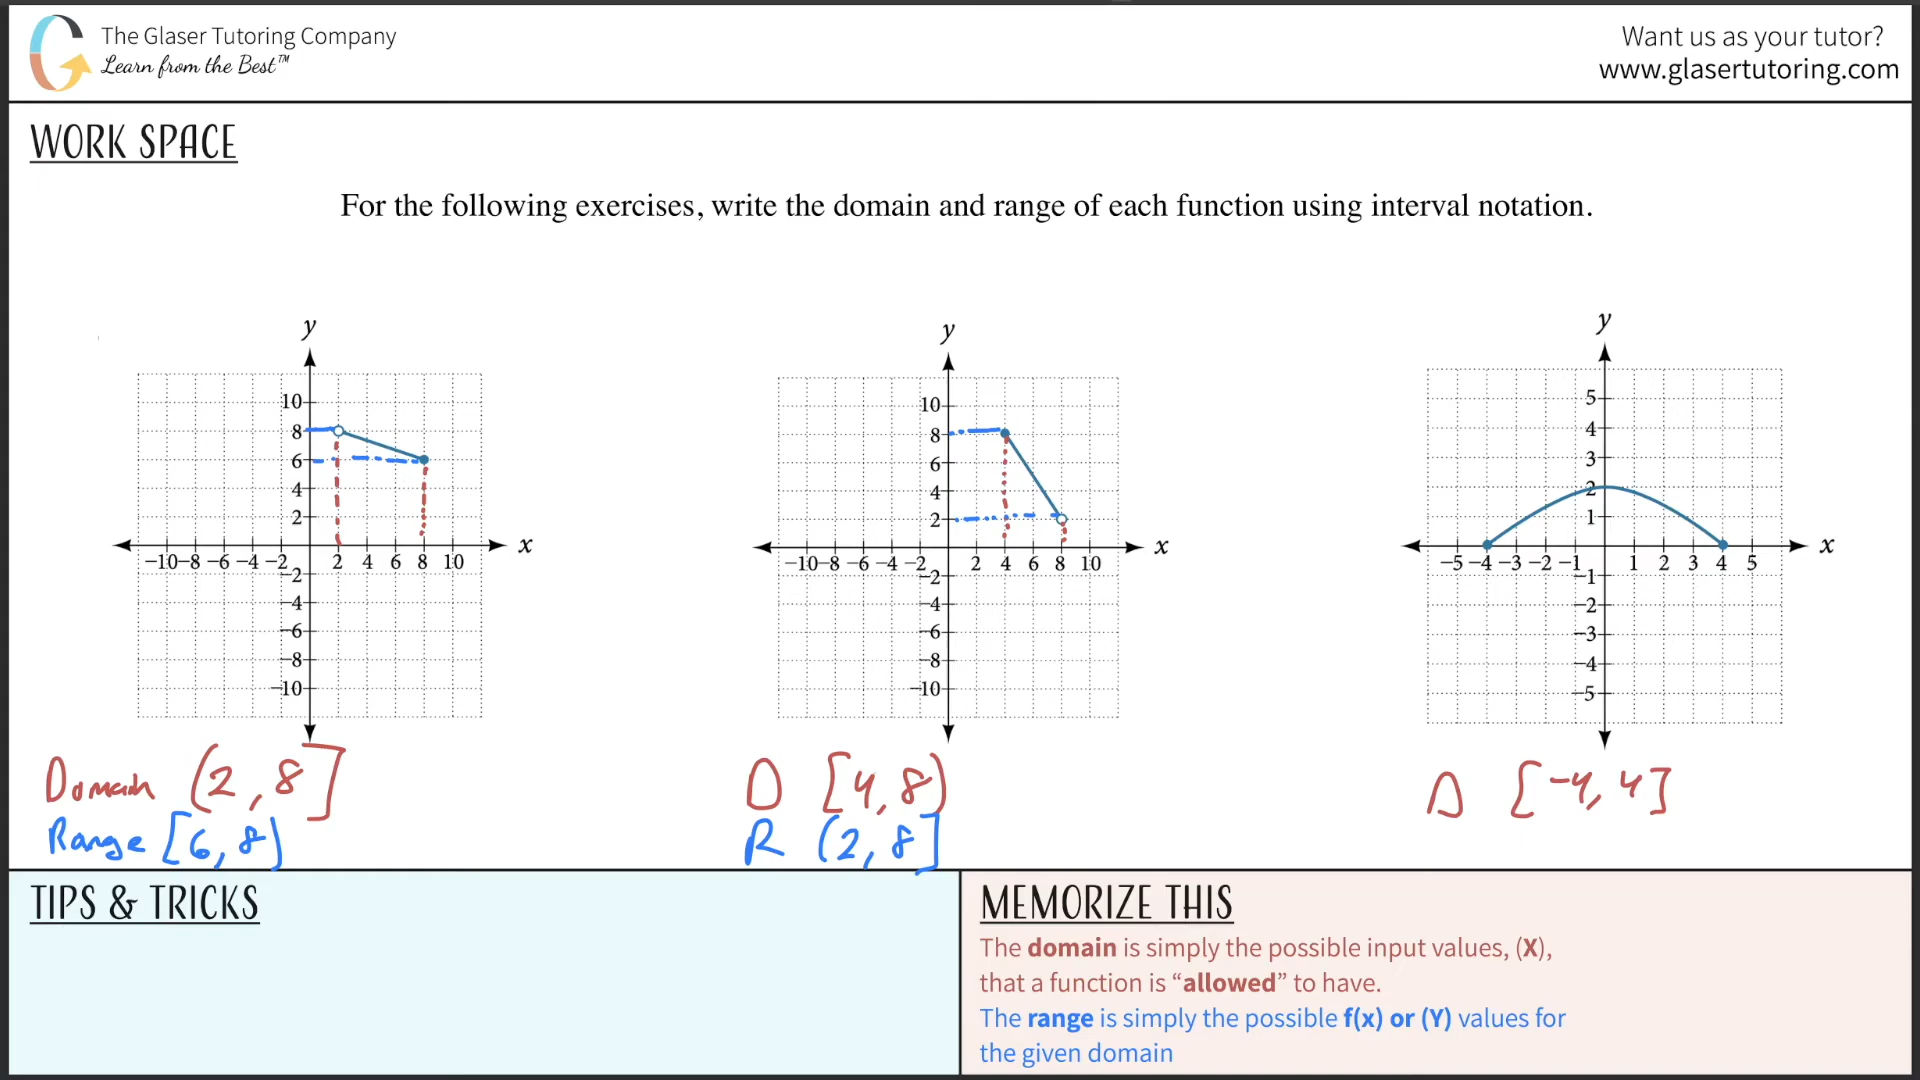 The Glaser Tutoring Company
Learn from the Best™
Want us as your tutor?
www.glasertutoring.com
WORK SPACE
For the following exercises, write the domain and range of each function using interval notation.
y
10
8
6
4
2
−10 −8 −6 −4 −2 2 4 6 8 10 x
−2
−4
−6
−8
−10
Domain (2, 8]
Range [6, 8)
y
10
8
6
4
2
−10 −8 −6 −4 −2 2 4 6 8 10 x
−2
−4
−6
−8
−10
D [4, 8)
R (2, 8]
y
5
4
3
2
1
−5 −4 −3 −2 −1 1 2 3 4 5 x
−1
−2
−3
−4
−5
D [-4, 4]
TIPS & TRICKS
MEMORIZE THIS
The domain is simply the possible input values, (X),
that a function is “allowed” to have.
The range is simply the possible f(x) or (Y) values for
the given domain